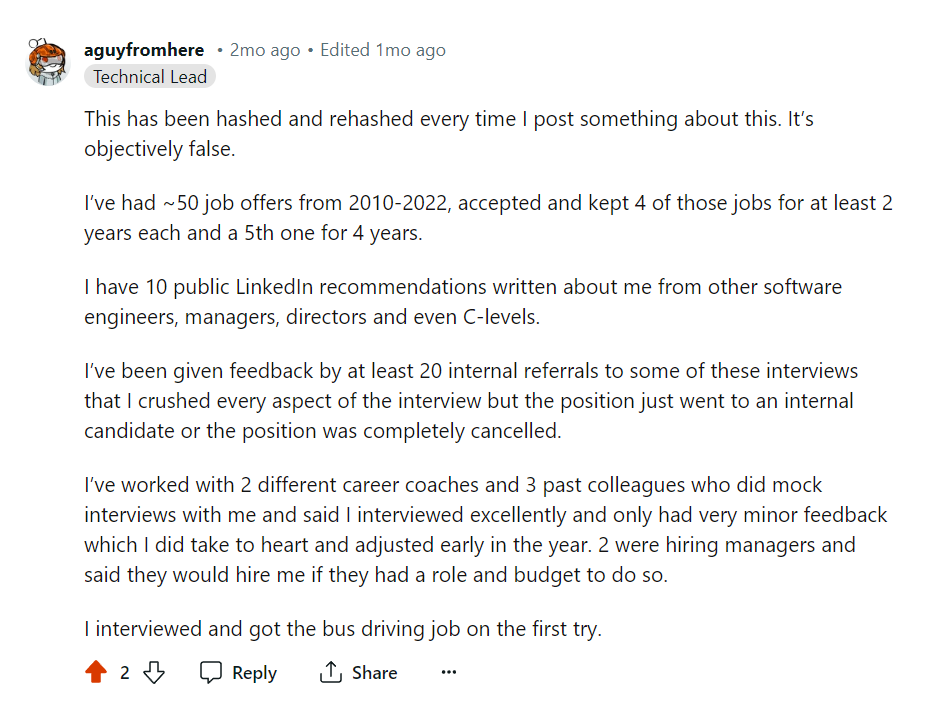 aguyfromhere • 2mo ago • Edited 1mo ago
Technical Lead
This has been hashed and rehashed every time I post something about this. It’s
objectively false.
I’ve had ~50 job offers from 2010-2022, accepted and kept 4 of those jobs for at least 2
years each and a 5th one for 4 years.
I have 10 public LinkedIn recommendations written about me from other software
engineers, managers, directors and even C-levels.
I’ve been given feedback by at least 20 internal referrals to some of these interviews
that I crushed every aspect of the interview but the position just went to an internal
candidate or the position was completely cancelled.
I’ve worked with 2 different career coaches and 3 past colleagues who did mock
interviews with me and said I interviewed excellently and only had very minor feedback
which I did take to heart and adjusted early in the year. 2 were hiring managers and
said they would hire me if they had a role and budget to do so.
I interviewed and got the bus driving job on the first try.
2 Reply Share ...